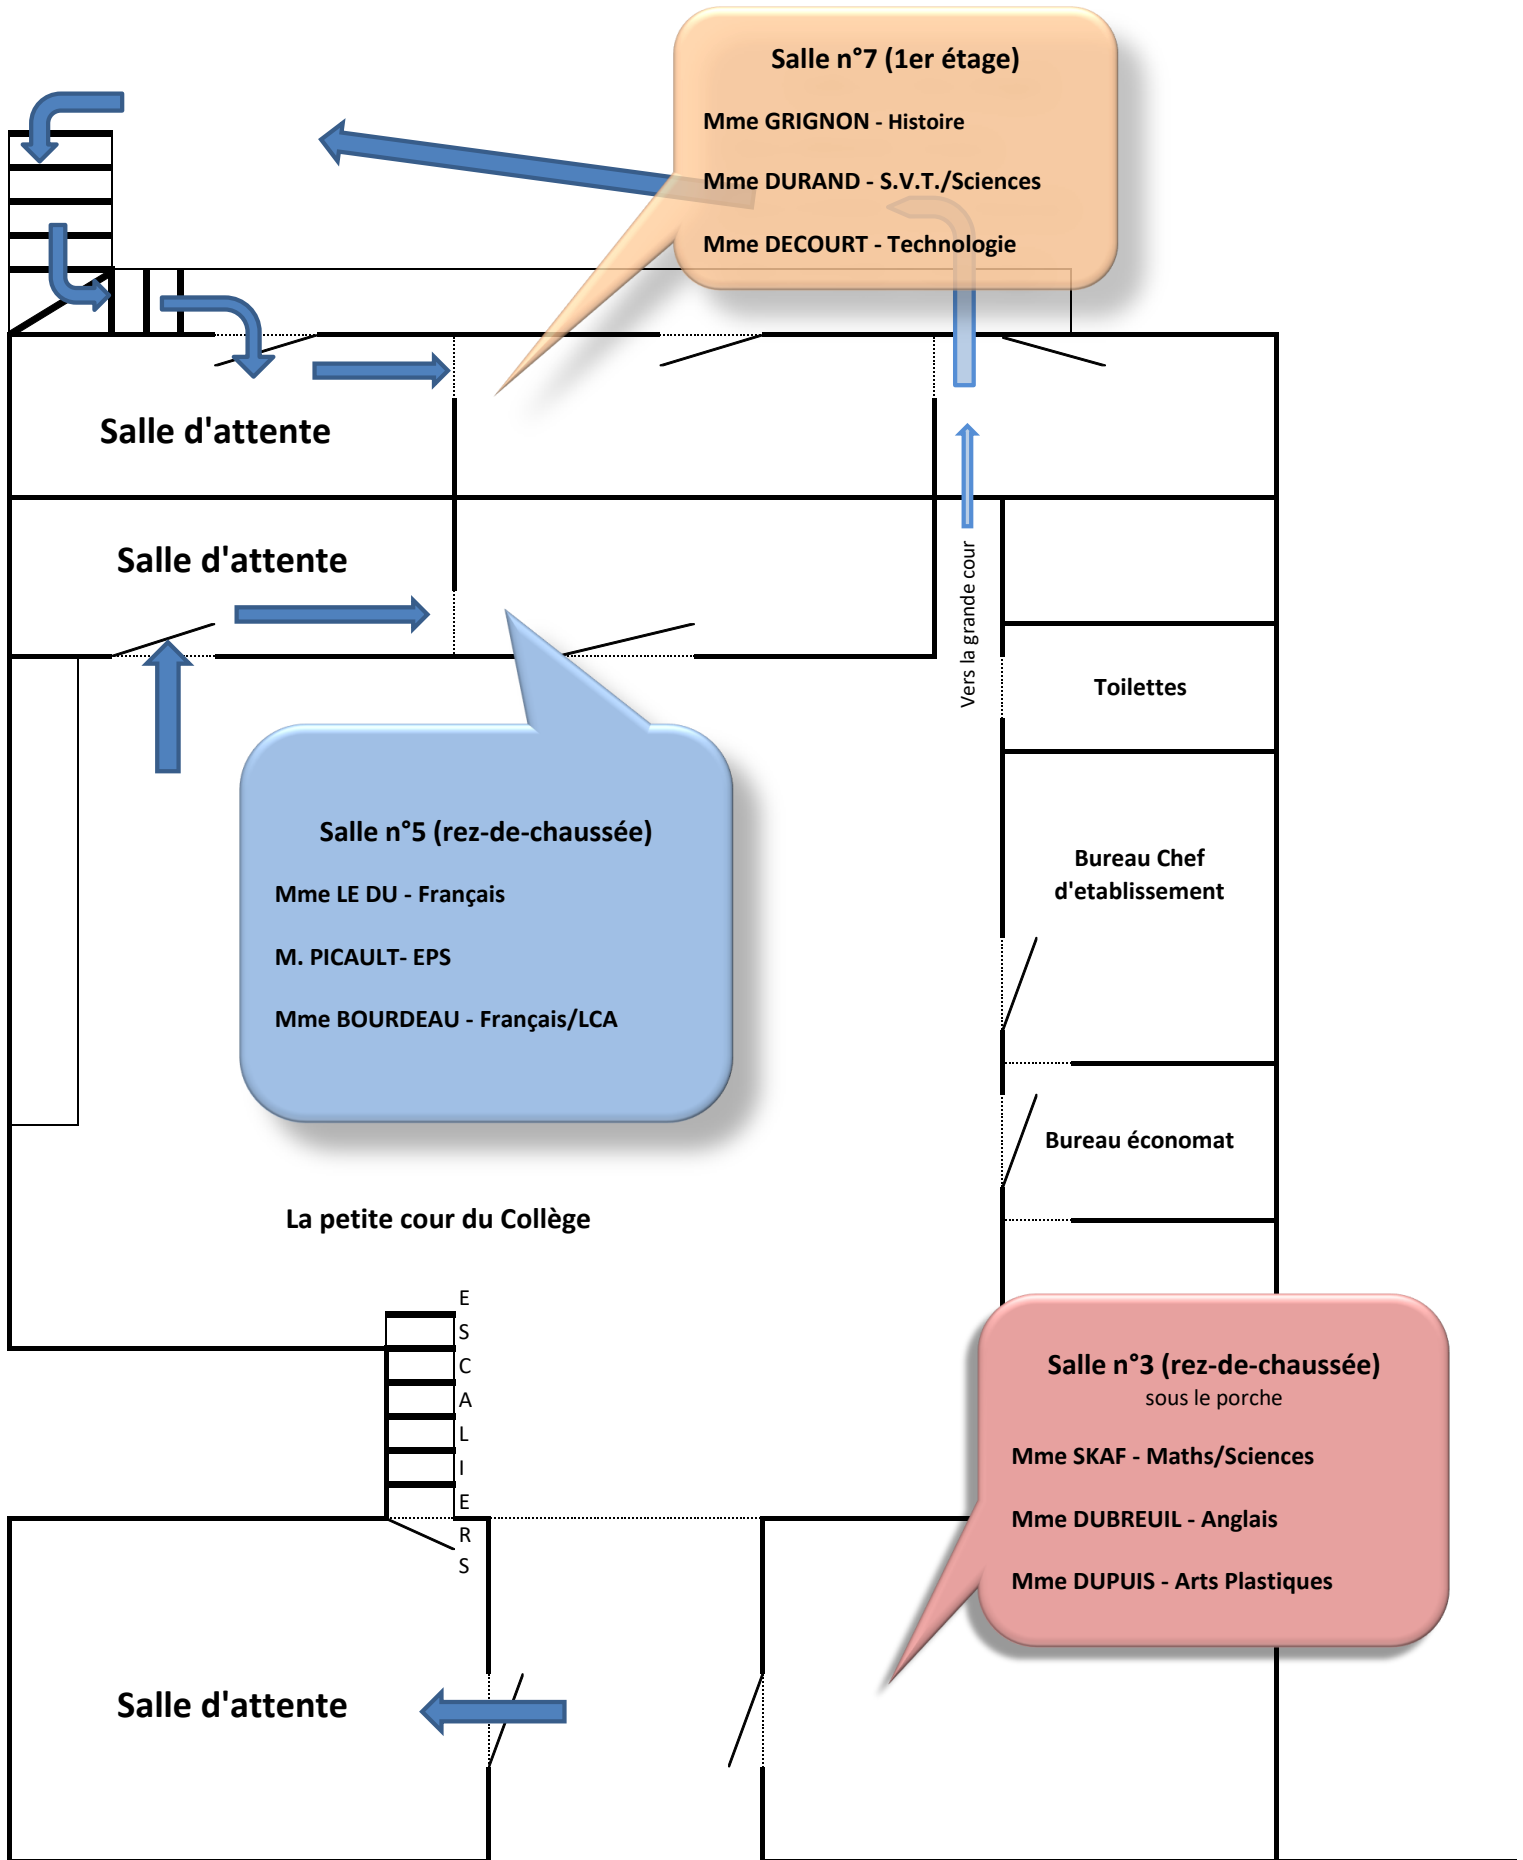 Salle n°7 (1er étage)
Mme GRIGNON - Histoire
Mme DURAND - S.V.T./Sciences
Mme DECOURT - Technologie
Salle d'attente
Salle d'attente
Vers la grande cour
Toilettes
Salle n°5 (rez-de-chaussée)
Mme LE DU - Français
M. PICAULT- EPS
Mme BOURDEAU - Français/LCA
Bureau Chef
d'etablissement
Bureau économat
La petite cour du Collège
E
S
C
A
L
I
E
R
S
Salle n°3 (rez-de-chaussée)
sous le porche
Mme SKAF - Maths/Sciences
Mme DUBREUIL - Anglais
Mme DUPUIS - Arts Plastiques
Salle d'attente